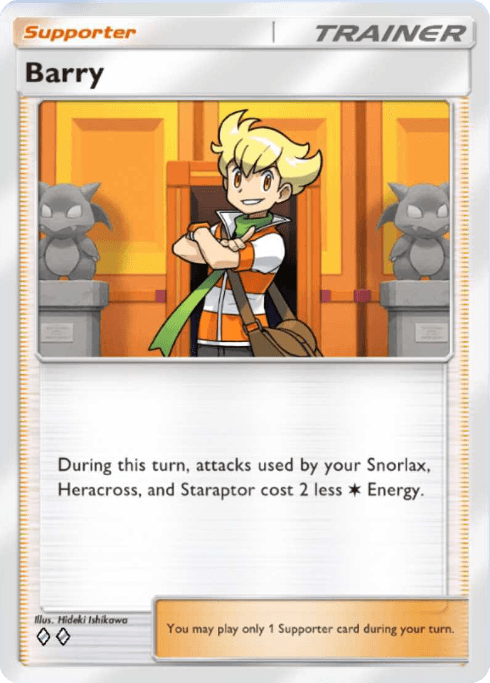 Supporter
TRAINER
Barry
During this turn, attacks used by your Snorlax,
Heracross, and Staraptor cost 2 less ✶ Energy.
Illus. Hideki Ishikawa
You may play only 1 Supporter card during your turn.